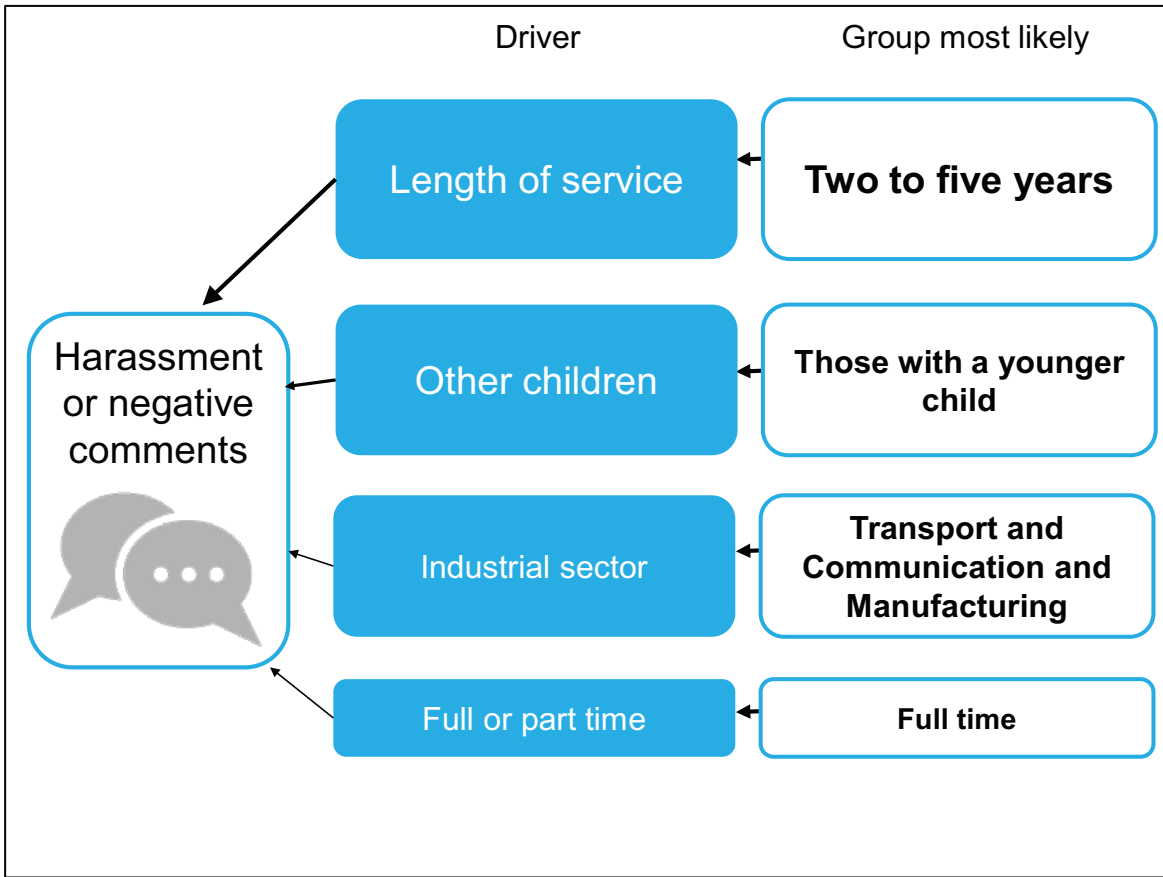 Driver
Group most likely
Length of service
Two to five years
Harassment
or negative
comments
Other children
Those with a younger
child
Industrial sector
Transport and
Communication and
Manufacturing
Full or part time
Full time